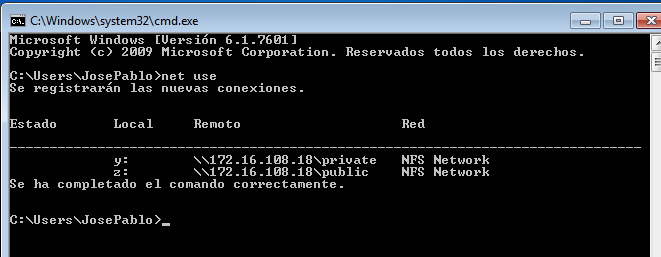 C:\Windows\system32\cmd.exe
Microsoft Windows [Versión 6.1.7601]
Copyright (c) 2009 Microsoft Corporation. Reservados todos los derechos.
C:\Users\JosePablo>net use
Se registrarán las nuevas conexiones.
Estado Local Remoto Red
y: \\172.16.108.18\private NFS Network
z: \\172.16.108.18\public NFS Network
Se ha completado el comando correctamente.
C:\Users\JosePablo>_